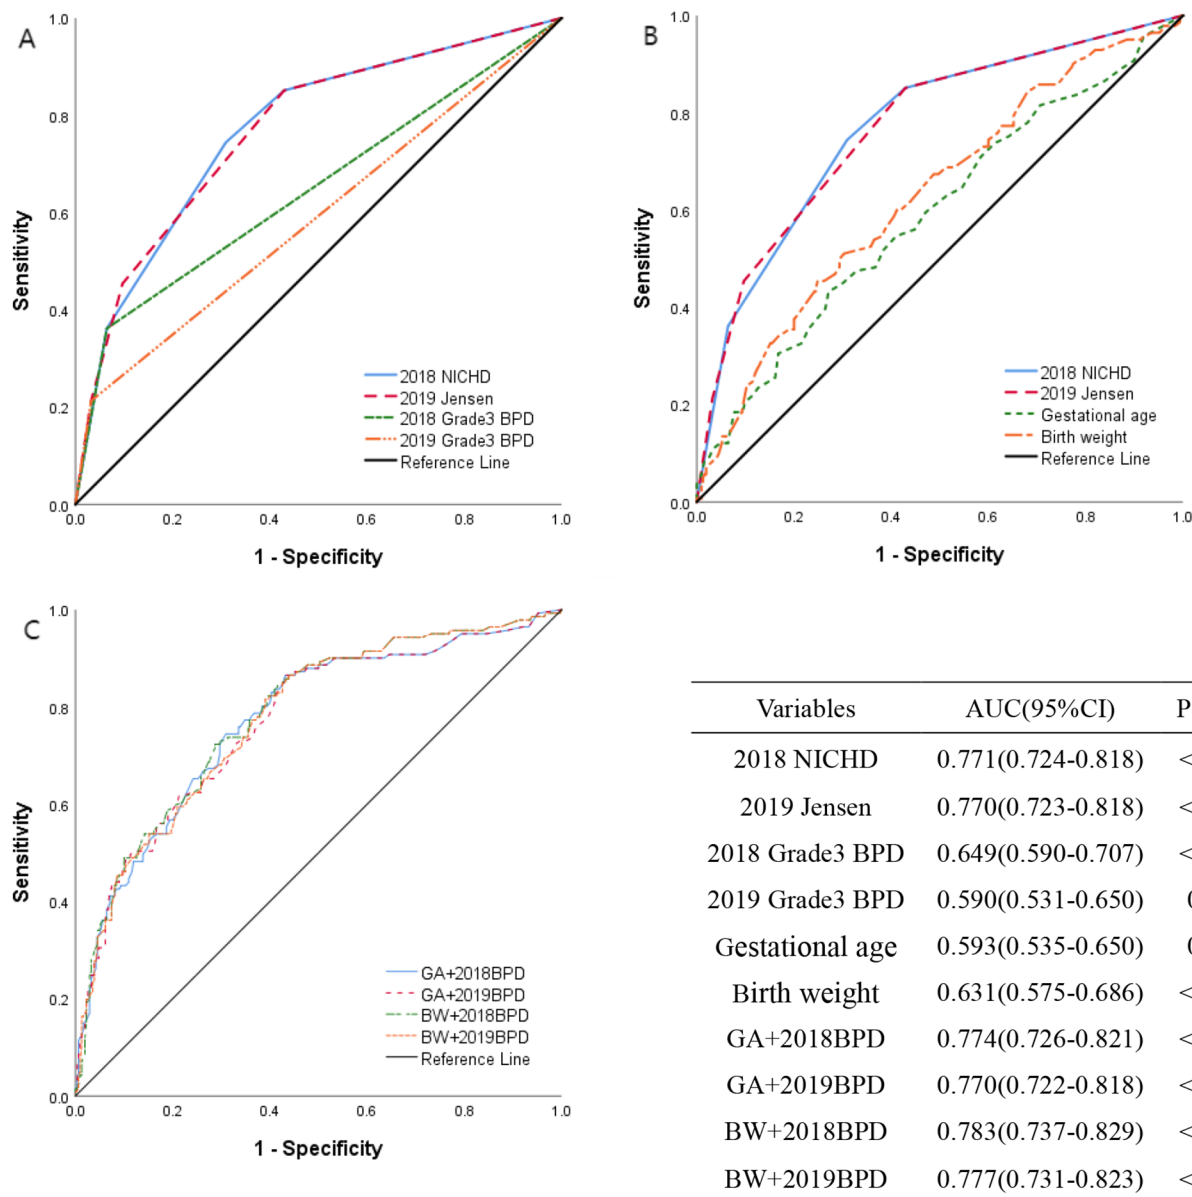 A
1.0
0.8
0.6
0.4
0.2
0.0
Sensitivity
2018 NICHD
2019 Jensen
2018 Grade3 BPD
2019 Grade3 BPD
Reference Line
0.0 0.2 0.4 0.6 0.8 1.0
1 - Specificity
B
1.0
0.8
0.6
0.4
0.2
0.0
Sensitivity
2018 NICHD
2019 Jensen
Gestational age
Birth weight
Reference Line
0.0 0.2 0.4 0.6 0.8 1.0
1 - Specificity
C
1.0
0.8
0.6
0.4
0.2
0.0
Sensitivity
GA+2018BPD
GA+2019BPD
BW+2018BPD
BW+2019BPD
Reference Line
0.0 0.2 0.4 0.6 0.8 1.0
1 - Specificity
Variables AUC(95%CI) P
2018 NICHD 0.771(0.724-0.818) <
2019 Jensen 0.770(0.723-0.818) <
2018 Grade3 BPD 0.649(0.590-0.707) <
2019 Grade3 BPD 0.590(0.531-0.650) 0
Gestational age 0.593(0.535-0.650) 0
Birth weight 0.631(0.575-0.686) <
GA+2018BPD 0.774(0.726-0.821) <
GA+2019BPD 0.770(0.722-0.818) <
BW+2018BPD 0.783(0.737-0.829) <
BW+2019BPD 0.777(0.731-0.823) <